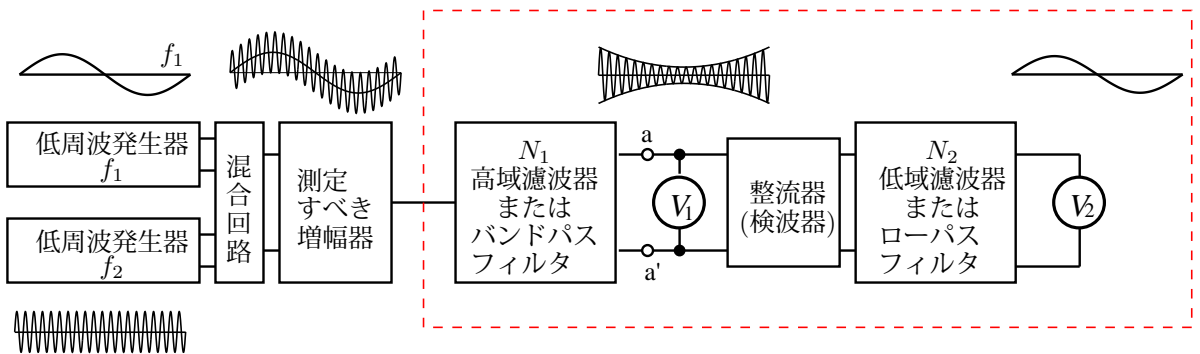 f₁
低周波発生器
f₁
低周波発生器
f₂
混合回路
測定
すべき
増幅器
N₁
高域濾波器
または
バンドパス
フィルタ
a
V₁
a'
整流器
(検波器)
N₂
低域濾波器
または
ローパス
フィルタ
V₂